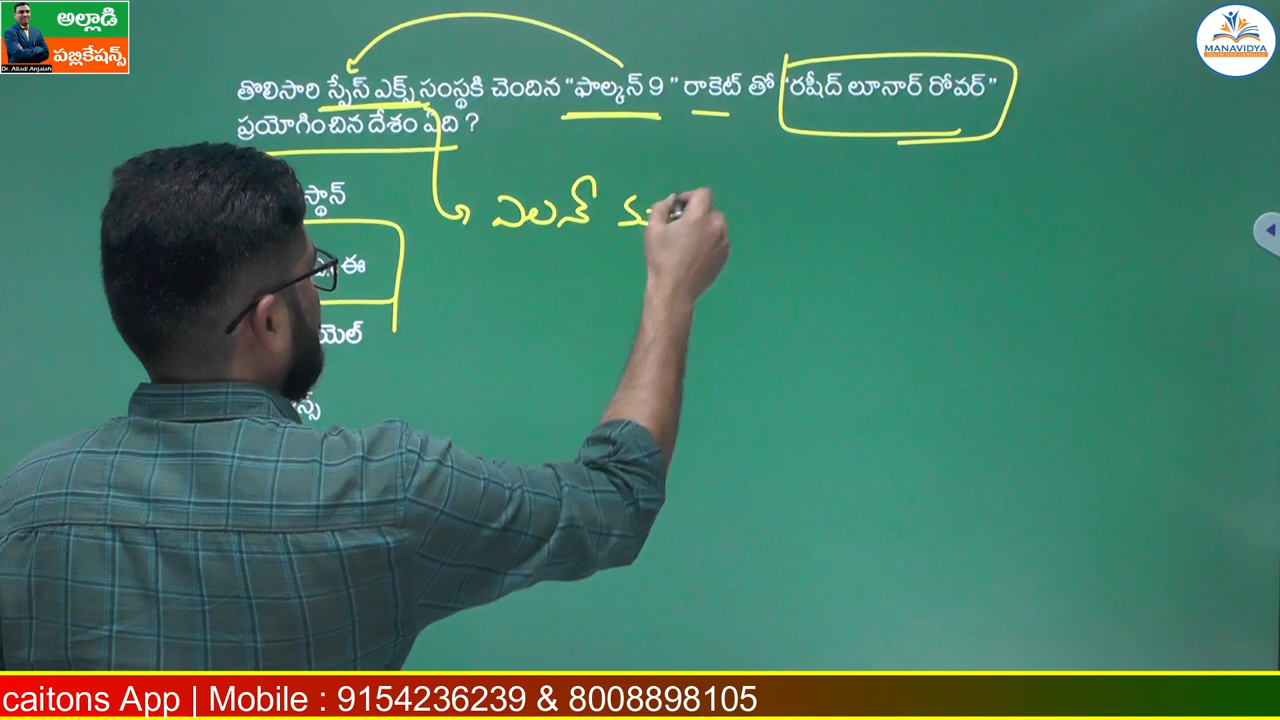 అల్లాడి
పబ్లికేషన్స్
Dr. Alladi Anjaiah
MANAVIDYA
తొలిసారి స్పేస్ ఎక్స్ సంస్థకి చెందిన “ఫాల్కన్ 9 ” రాకెట్ తో “రషీద్ లూనార్ రోవర్”
ప్రయోగించిన దేశం ఏది ?
స్థాన్
ఈ
యెల్
న్స్
ఎలన్ మ
caitons App | Mobile : 9154236239 & 8008898105